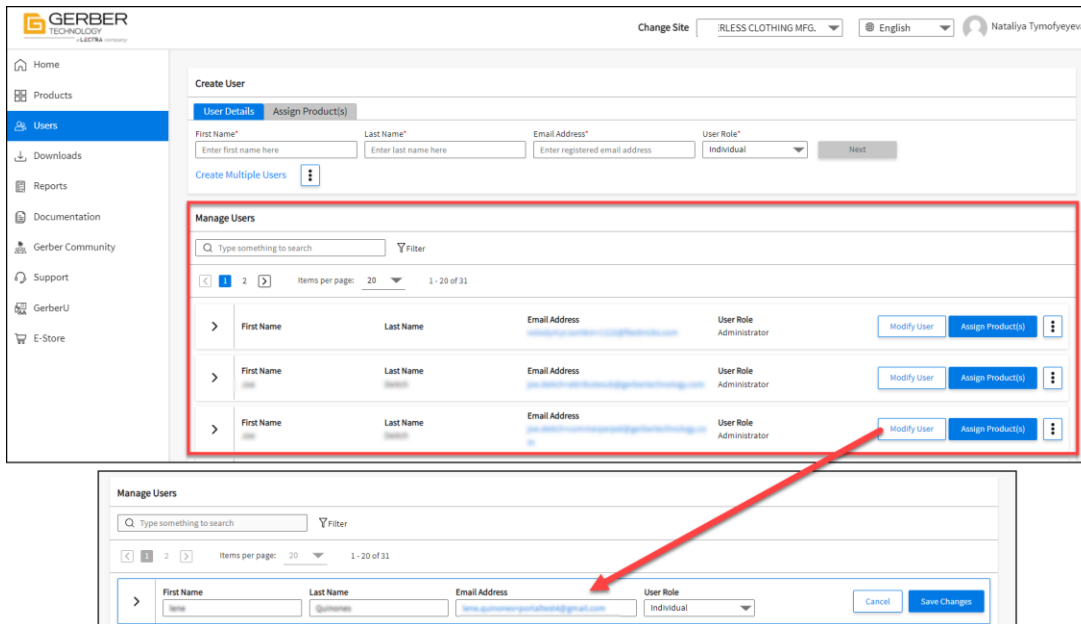 GERBER
TECHNOLOGY
a LECTRA company
Change Site RLESS CLOTHING MFG. English Nataliya Tymofyeyeva
Home
Products
Users
Downloads
Reports
Documentation
Gerber Community
Support
GerberU
E-Store
Create User
User Details Assign Product(s)
First Name* Last Name* Email Address* User Role*
Enter first name here Enter last name here Enter registered email address Individual Next
Create Multiple Users
Manage Users
Type something to search Filter
1 2 Items per page: 20 1 - 20 of 31
First Name Last Name Email Address User Role
Administrator Modify User Assign Product(s)
First Name Last Name Email Address User Role
Administrator Modify User Assign Product(s)
First Name Last Name Email Address User Role
Administrator Modify User Assign Product(s)
Manage Users
Type something to search Filter
1 2 Items per page: 20 1 - 20 of 31
First Name Last Name Email Address User Role
Individual Cancel Save Changes